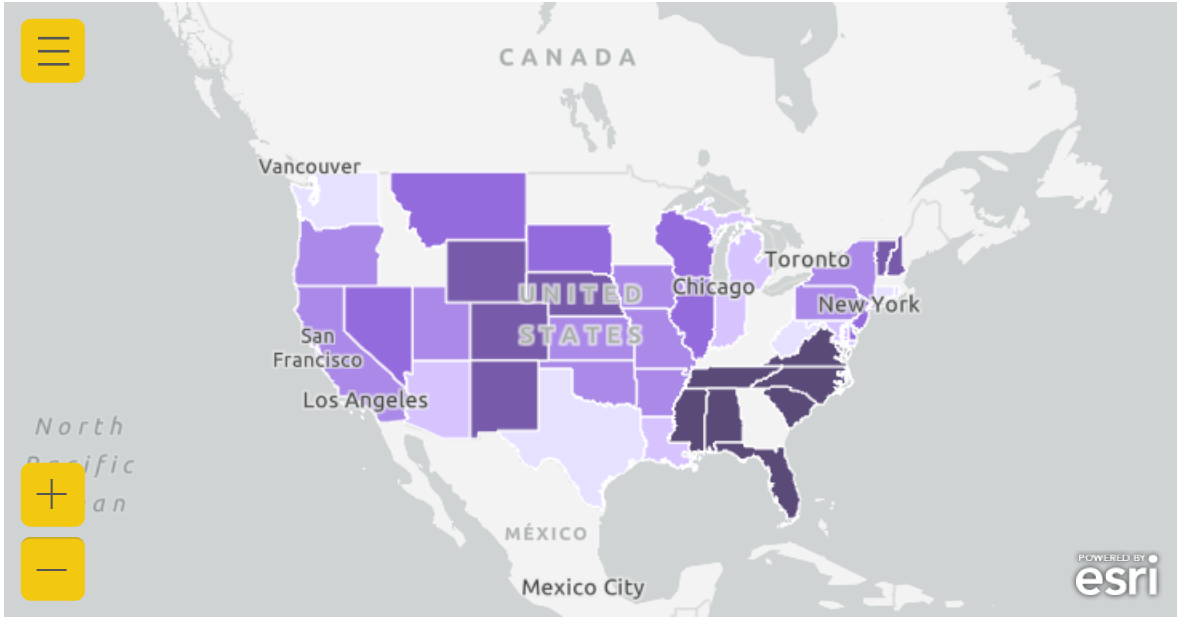 CANADA
Vancouver
Toronto
Chicago
New York
UNITED
STATES
San
Francisco
Los Angeles
North
Pacific
an
MÉXICO
Mexico City
POWERED BY
esri